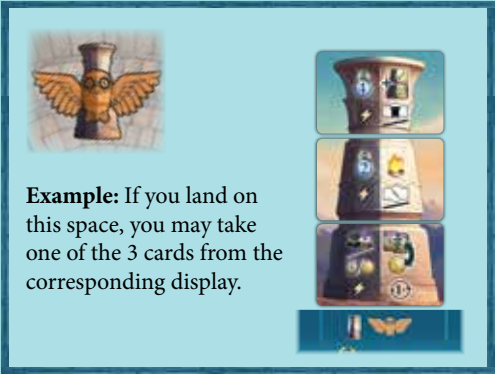 Example: If you land on
this space, you may take
one of the 3 cards from the
corresponding display.